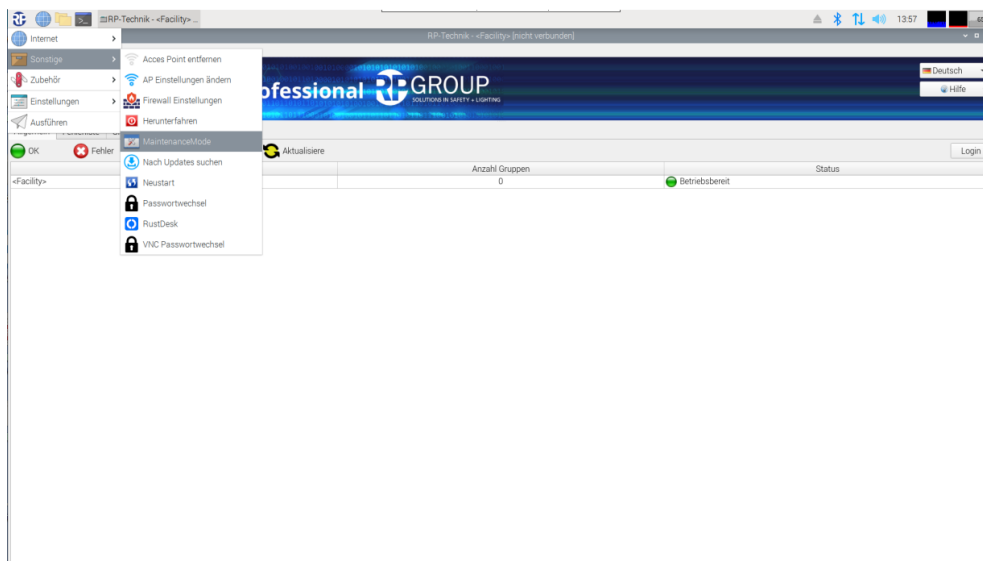 RP-Technik - <Facility> ...
13:57
RP-Technik - <Facility> [nicht verbunden]
Internet
Sonstige
Zubehör
Einstellungen
Ausführen
Acces Point entfernen
AP Einstellungen ändern
Firewall Einstellungen
Herunterfahren
MaintenanceMode
Nach Updates suchen
Neustart
Passwortwechsel
RustDesk
VNC Passwortwechsel
ofessional
GROUP
SOLUTIONS IN SAFETY + LIGHTING
Deutsch
Hilfe
OK
Fehler
Aktualisiere
Login
Anzahl Gruppen
Status
<Facility>
0
Betriebsbereit